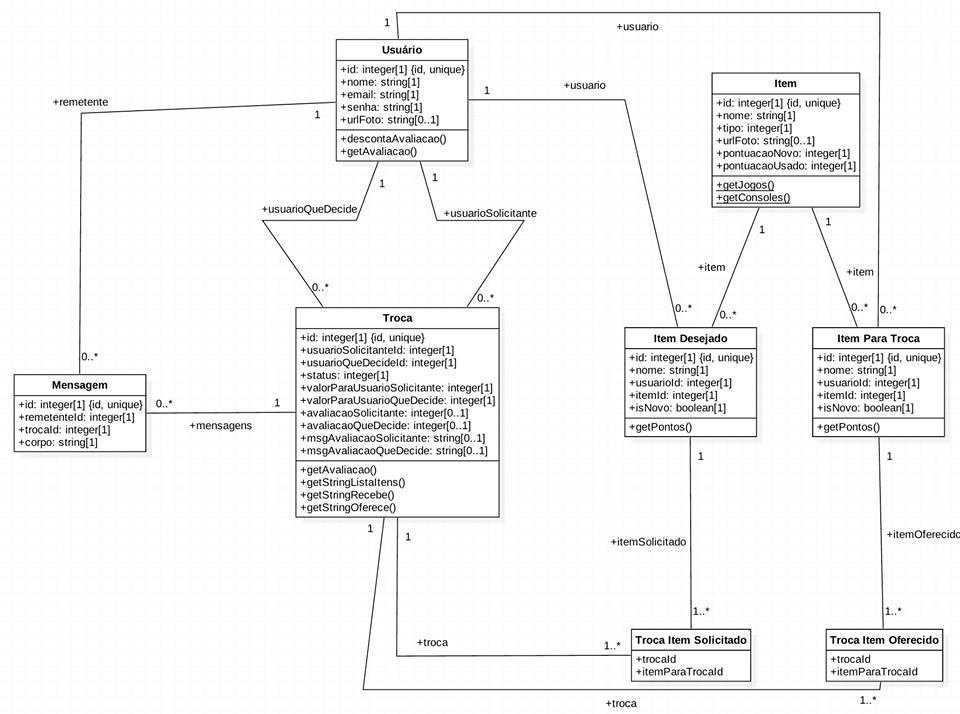 1
+usuario
Usuário
+id: integer[1] {id, unique}
+nome: string[1]
+email: string[1]
+senha: string[1]
+urlFoto: string[0..1]
+descontaAvaliacao()
+getAvaliacao()
1
+usuario
+remetente
1
Item
+id: integer[1] {id, unique}
+nome: string[1]
+tipo: integer[1]
+urlFoto: string[0..1]
+pontuacaoNovo: integer[1]
+pontuacaoUsado: integer[1]
+getJogos()
+getConsoles()
1
1
+usuarioQueDecide
+usuarioSolicitante
1
1
+item
+item
0..*
0..*
0..*
0..*
0..*
0..*
Troca
+id: integer[1] {id, unique}
+usuarioSolicitanteId: integer[1]
+usuarioQueDecideId: integer[1]
+status: integer[1]
+valorParaUsuarioSolicitante: integer[1]
+valorParaUsuarioQueDecide: integer[1]
+avaliacaoSolicitante: integer[0..1]
+avaliacaoQueDecide: integer[0..1]
+msgAvaliacaoSolicitante: string[0..1]
+msgAvaliacaoQueDecide: string[0..1]
+getAvaliacao()
+getStringListaItens()
+getStringRecebe()
+getStringOferece()
Item Desejado
+id: integer[1] {id, unique}
+nome: string[1]
+usuarioId: integer[1]
+itemId: integer[1]
+isNovo: boolean[1]
+getPontos()
Item Para Troca
+id: integer[1] {id, unique}
+nome: string[1]
+usuarioId: integer[1]
+itemId: integer[1]
+isNovo: boolean[1]
+getPontos()
0..*
Mensagem
+id: integer[1] {id, unique}
+remetenteId: integer[1]
+trocaId: integer[1]
+corpo: string[1]
0..*
1
+mensagens
1
1
1
1
+itemSolicitado
+itemOferecido
1..*
1..*
+troca
1..*
Troca Item Solicitado
+trocaId
+itemParaTrocaId
Troca Item Oferecido
+trocaId
+itemParaTrocaId
+troca
1..*